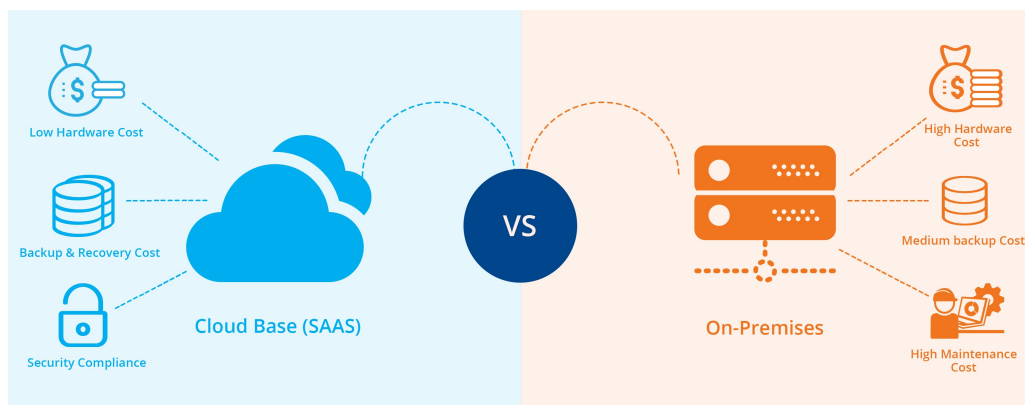 $
Low Hardware Cost
Backup & Recovery Cost
Security Compliance
Cloud Base (SAAS)
VS
On-Premises
$
High Hardware
Cost
Medium backup Cost
High Maintenance
Cost